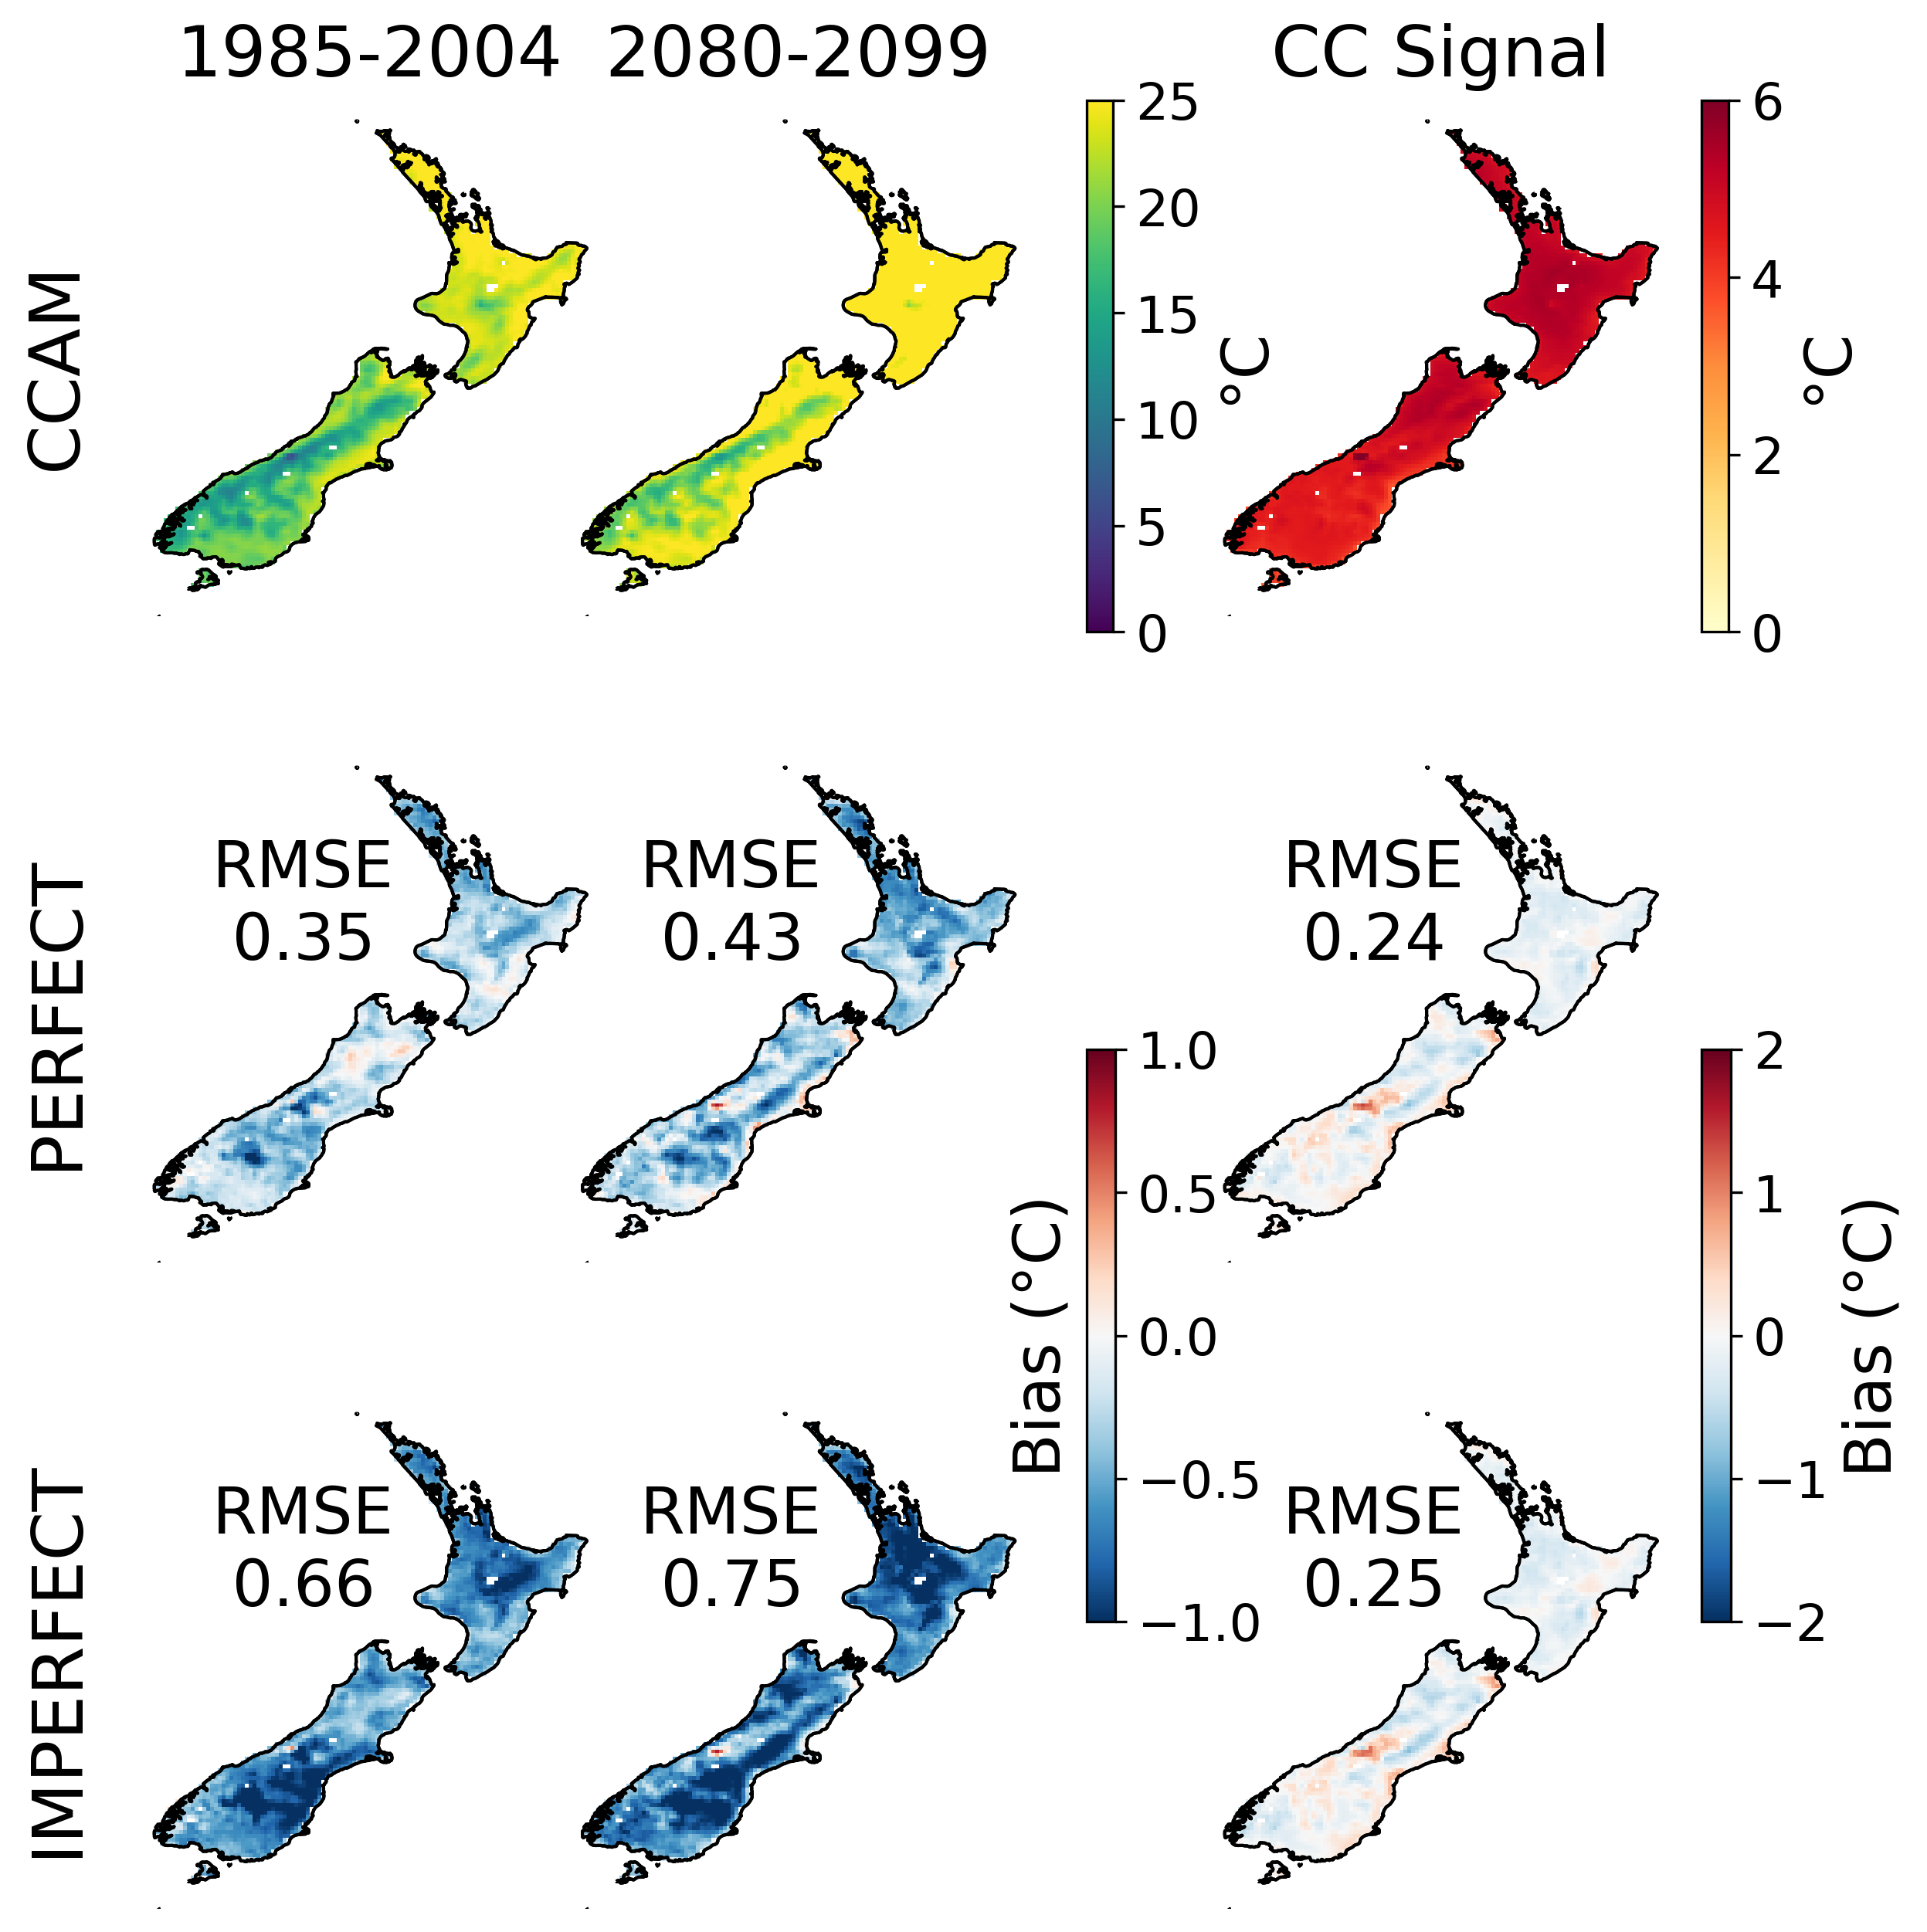 1985-2004
2080-2099
CC Signal
CCAM
25
20
15
10
5
0
°C
6
4
2
0
°C
PERFECT
RMSE
0.35
RMSE
0.43
RMSE
0.24
IMPERFECT
RMSE
0.66
RMSE
0.75
RMSE
0.25
Bias (°C)
1.0
0.5
0.0
−0.5
−1.0
2
1
0
−1
−2
Bias (°C)